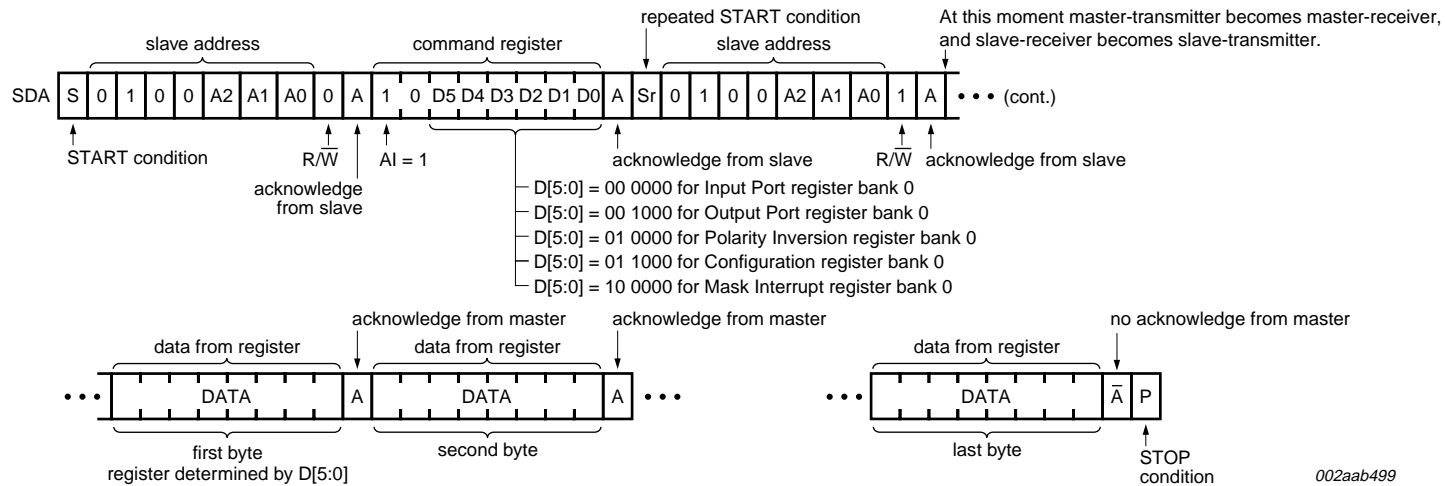 repeated START condition
At this moment master-transmitter becomes master-receiver,
and slave-receiver becomes slave-transmitter.
slave address
command register
slave address
SDA S 0 1 0 0 A2 A1 A0 0 A 1 0 D5 D4 D3 D2 D1 D0 A Sr 0 1 0 0 A2 A1 A0 1 A • • • (cont.)
START condition
R/W̅
AI = 1
acknowledge from slave
R/W̅
acknowledge from slave
acknowledge
from slave
D[5:0] = 00 0000 for Input Port register bank 0
D[5:0] = 00 1000 for Output Port register bank 0
D[5:0] = 01 0000 for Polarity Inversion register bank 0
D[5:0] = 01 1000 for Configuration register bank 0
D[5:0] = 10 0000 for Mask Interrupt register bank 0
acknowledge from master
acknowledge from master
no acknowledge from master
data from register
data from register
data from register
• • • DATA A DATA A • • • • • • DATA A̅ P
first byte
register determined by D[5:0]
second byte
last byte
STOP
condition
002aab499